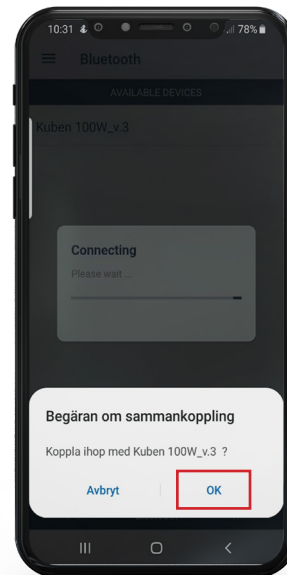 10:31 78%
Bluetooth
AVAILABLE DEVICES
Kuben 100W_v.3
Connecting
Please wait ...
Begäran om sammankoppling
Koppla ihop med Kuben 100W_v.3 ?
Avbryt OK